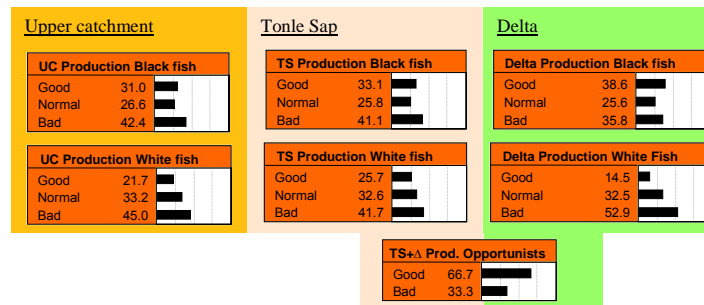 Upper catchment
Tonle Sap
Delta
UC Production Black fish
Good 31.0
Normal 26.6
Bad 42.4
TS Production Black fish
Good 33.1
Normal 25.8
Bad 41.1
Delta Production Black fish
Good 38.6
Normal 25.6
Bad 35.8
UC Production White fish
Good 21.7
Normal 33.2
Bad 45.0
TS Production White fish
Good 25.7
Normal 32.6
Bad 41.7
Delta Production White Fish
Good 14.5
Normal 32.5
Bad 52.9
TS+Δ Prod. Opportunists
Good 66.7
Bad 33.3